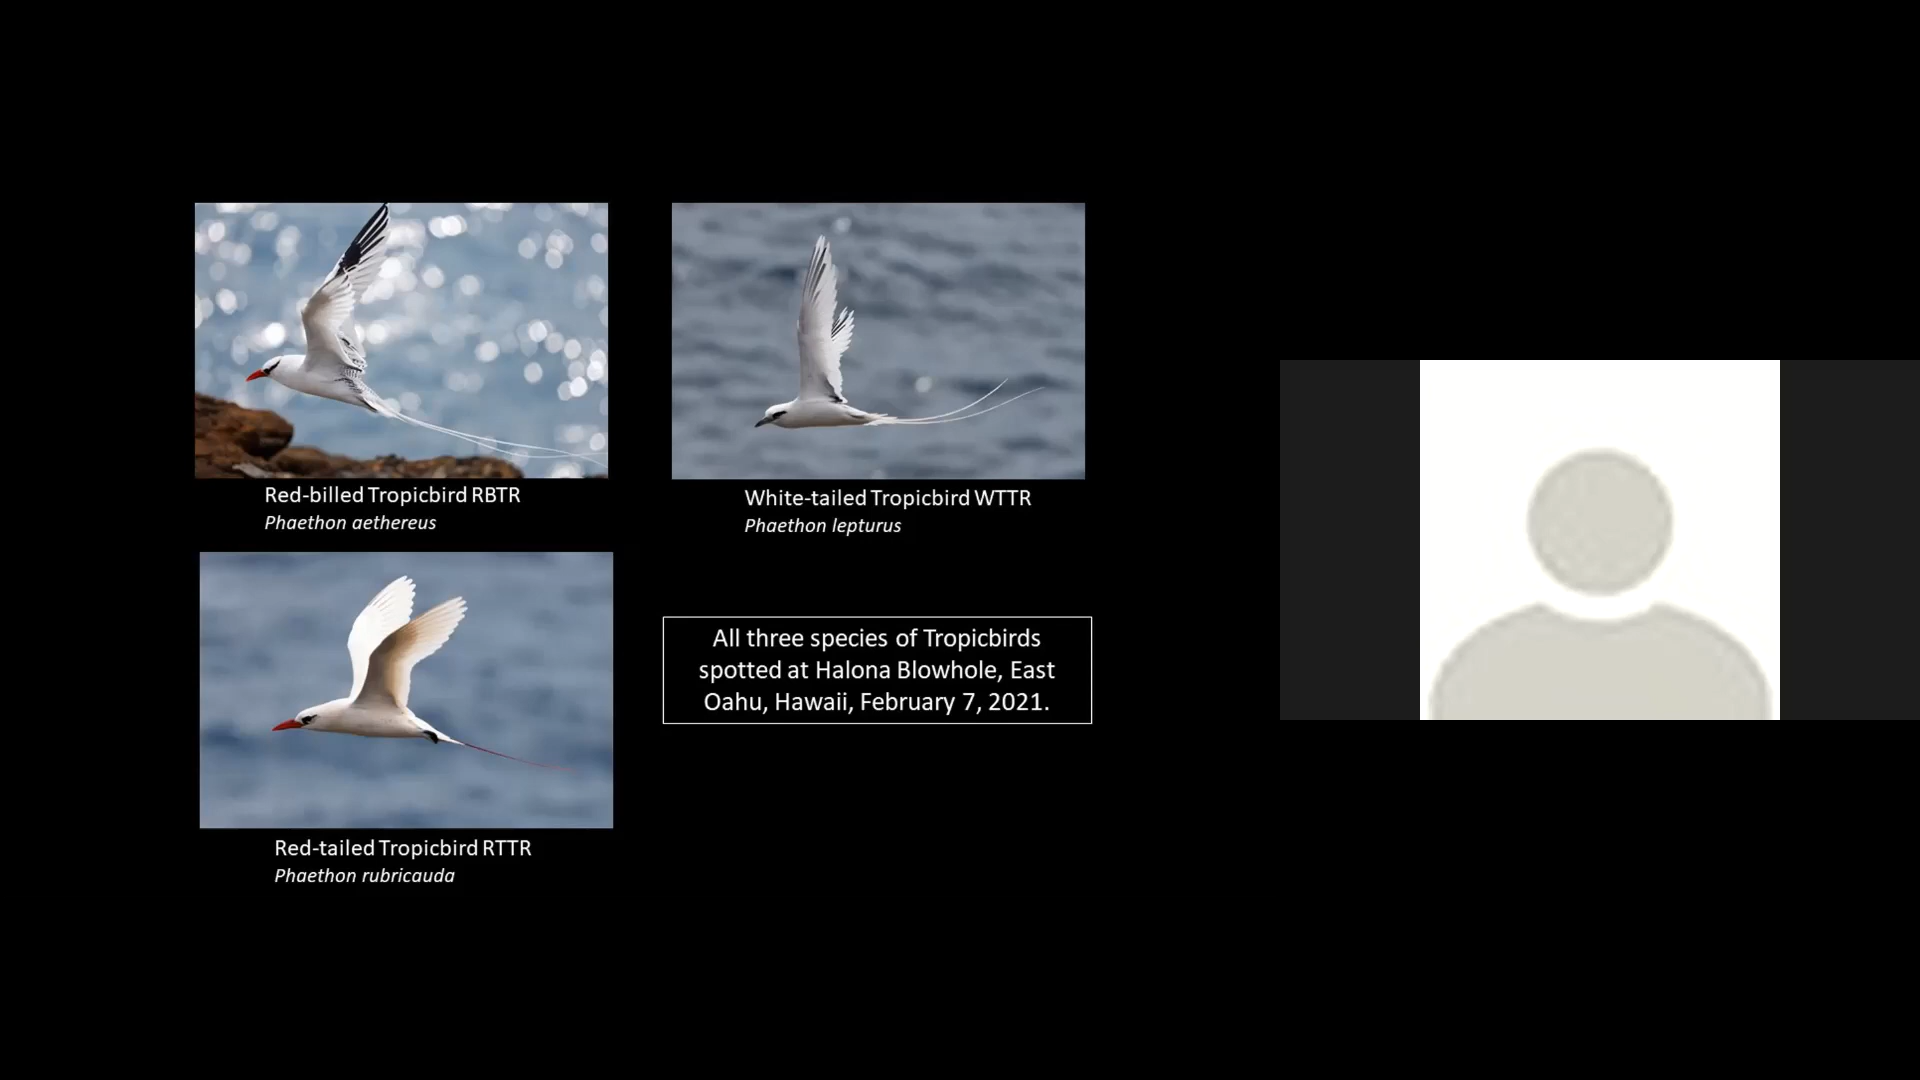 Red-billed Tropicbird RBTR
Phaethon aethereus
White-tailed Tropicbird WTTR
Phaethon lepturus
Red-tailed Tropicbird RTTR
Phaethon rubricauda
All three species of Tropicbirds
spotted at Halona Blowhole, East
Oahu, Hawaii, February 7, 2021.